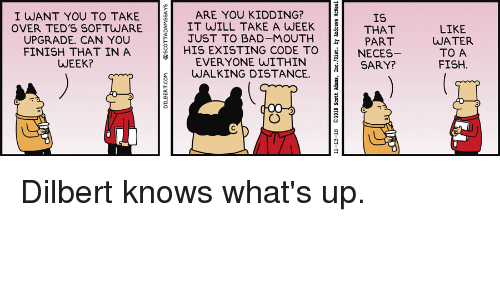 I WANT YOU TO TAKE
OVER TED'S SOFTWARE
UPGRADE. CAN YOU
FINISH THAT IN A
WEEK?
DILBERT.COM @SCOTTADAMSSAYS
ARE YOU KIDDING?
IT WILL TAKE A WEEK
JUST TO BAD-MOUTH
HIS EXISTING CODE TO
EVERYONE WITHIN
WALKING DISTANCE.
11-13-10 ©2010 Scott Adams, Inc./Dist. by Andrews McMeel
IS
THAT
PART
NECES-
SARY?
LIKE
WATER
TO A
FISH.
Dilbert knows what's up.